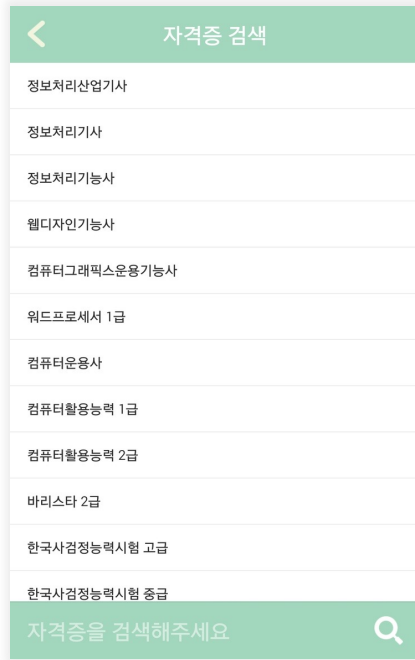 자격증 검색
정보처리산업기사
정보처리기사
정보처리기능사
웹디자인기능사
컴퓨터그래픽스운용기능사
워드프로세서 1급
컴퓨터운용사
컴퓨터활용능력 1급
컴퓨터활용능력 2급
바리스타 2급
한국사검정능력시험 고급
한국사검정능력시험 중급
자격증을 검색해주세요